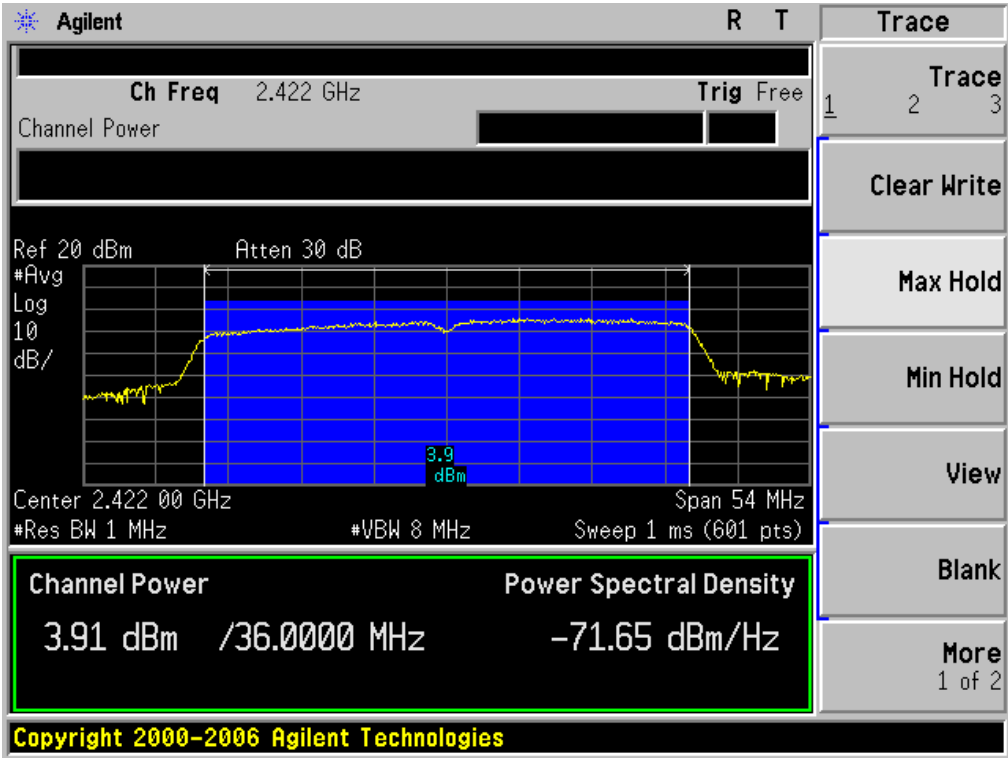 Agilent R T
Ch Freq 2.422 GHz Trig Free
Channel Power
Ref 20 dBm Atten 30 dB
#Avg
Log
10
dB/
3.9
dBm
Center 2.422 00 GHz Span 54 MHz
#Res BW 1 MHz #VBW 8 MHz Sweep 1 ms (601 pts)
Channel Power Power Spectral Density
3.91 dBm /36.0000 MHz -71.65 dBm/Hz
Copyright 2000-2006 Agilent Technologies
Trace
Trace
1 2 3
Clear Write
Max Hold
Min Hold
View
Blank
More
1 of 2